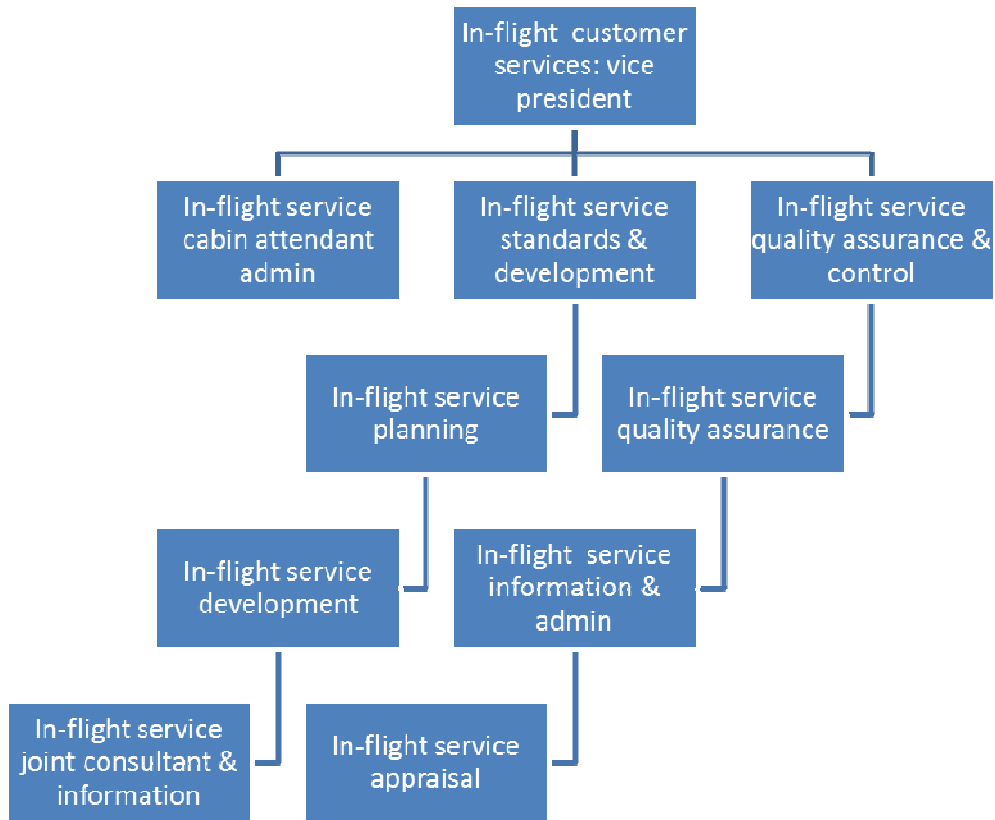 In-flight  customer
services: vice
president
In-flight service
cabin attendant
admin
In-flight service
standards &
development
In-flight service
quality assurance &
control
In-flight service
planning
In-flight service
quality assurance
In-flight service
development
In-flight  service
information &
admin
In-flight service
joint consultant &
information
In-flight service
appraisal